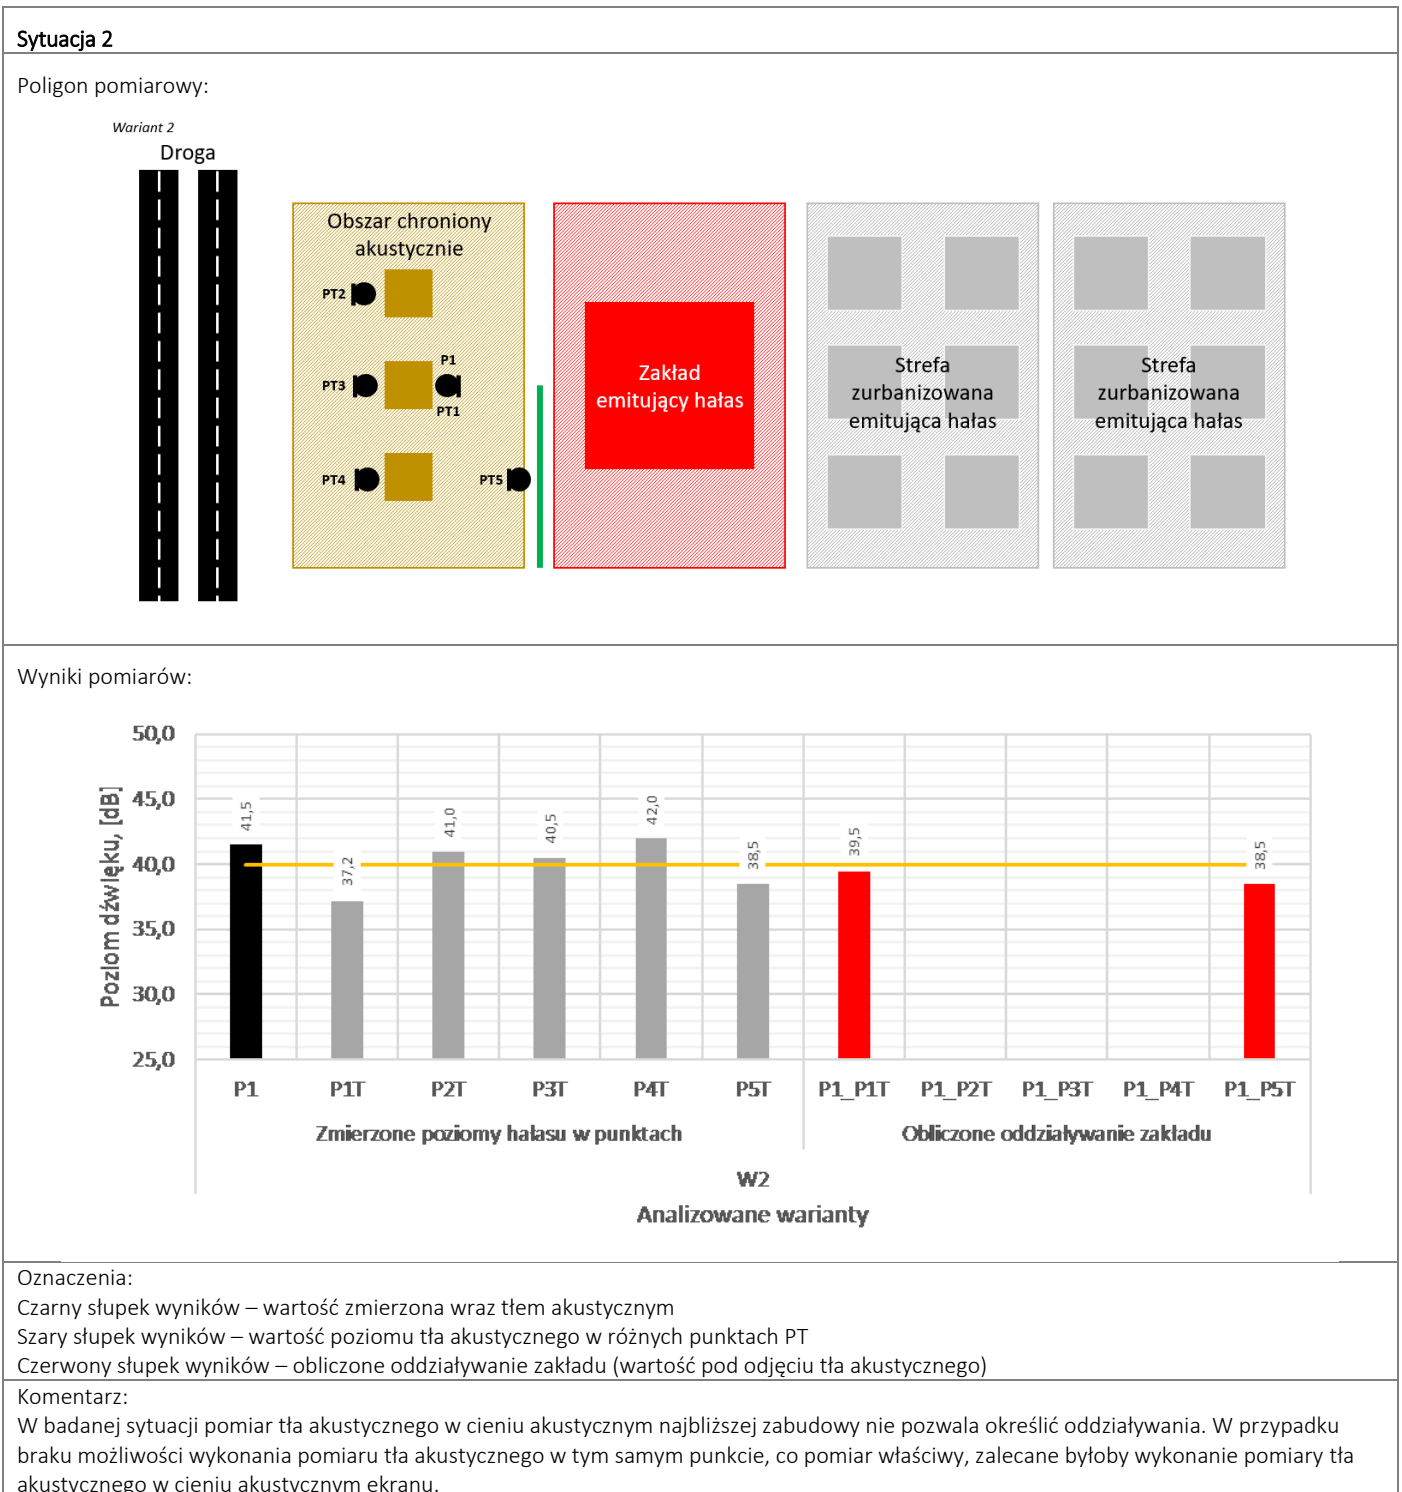 Sytuacja 2
Poligon pomiarowy:
Wariant 2
Droga
Obszar chroniony
akustycznie
PT2
P1
PT3
PT1
PT4
PT5
Zakład
emitujący hałas
Strefa
zurbanizowana
emitująca hałas
Strefa
zurbanizowana
emitująca hałas
Wyniki pomiarów:
Poziom dźwięku, [dB]
50,0
45,0
40,0
35,0
30,0
25,0
41,5
37,2
41,0
40,5
42,0
38,5
39,5
38,5
P1 P1T P2T P3T P4T P5T P1_P1T P1_P2T P1_P3T P1_P4T P1_P5T
Zmierzone poziomy hałasu w punktach Obliczone oddziaływanie zakładu
W2
Analizowane warianty
Oznaczenia:
Czarny słupek wyników – wartość zmierzona wraz tłem akustycznym
Szary słupek wyników – wartość poziomu tła akustycznego w różnych punktach PT
Czerwony słupek wyników – obliczone oddziaływanie zakładu (wartość pod odjęciu tła akustycznego)
Komentarz:
W badanej sytuacji pomiar tła akustycznego w cieniu akustycznym najbliższej zabudowy nie pozwala określić oddziaływania. W przypadku
braku możliwości wykonania pomiaru tła akustycznego w tym samym punkcie, co pomiar właściwy, zalecane byłoby wykonanie pomiary tła
akustycznego w cieniu akustycznym ekranu.